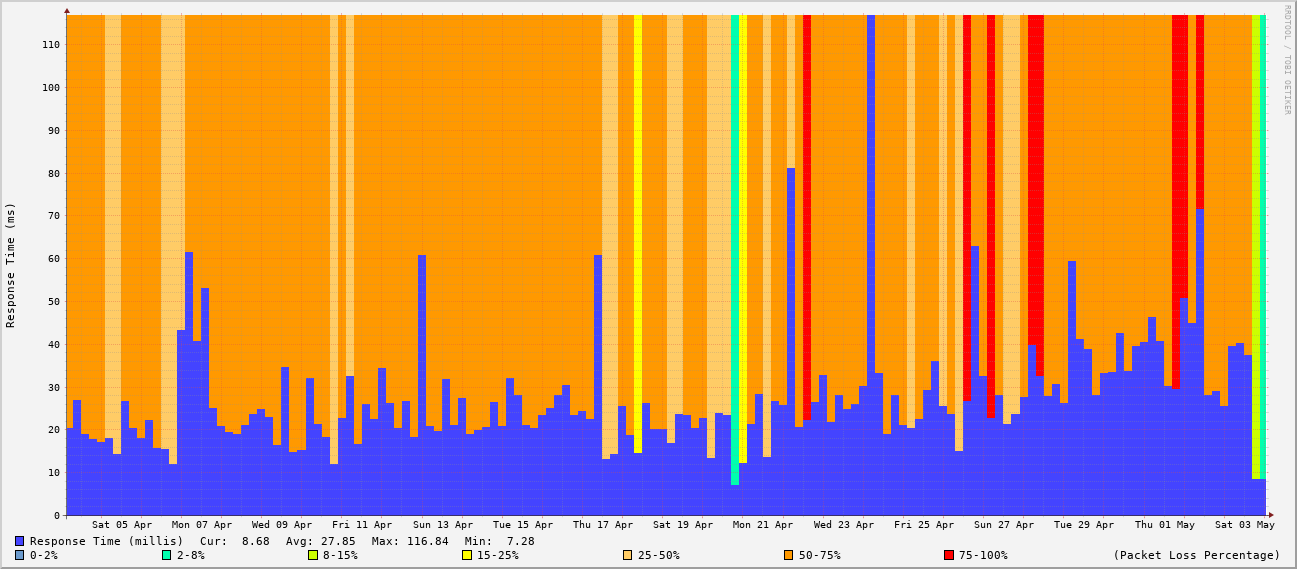 RRDTOOL / TOBI OETIKER
Response Time (ms)
110
100
90
80
70
60
50
40
30
20
10
0
Sat 05 Apr Mon 07 Apr Wed 09 Apr Fri 11 Apr Sun 13 Apr Tue 15 Apr Thu 17 Apr Sat 19 Apr Mon 21 Apr Wed 23 Apr Fri 25 Apr Sun 27 Apr Tue 29 Apr Thu 01 May Sat 03 May
Response Time (millis) Cur: 8.68 Avg: 27.85 Max: 116.84 Min: 7.28
0-2% 2-8% 8-15% 15-25% 25-50% 50-75% 75-100% (Packet Loss Percentage)